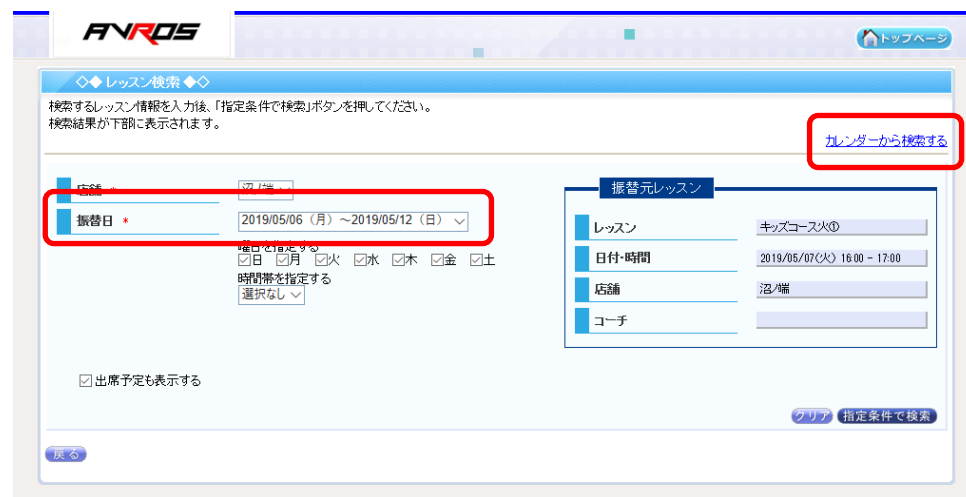 AVROS
トップページ
◇◆ レッスン検索 ◆◇
検索するレッスン情報を入力後、「指定条件で検索」ボタンを押してください。
検索結果が下部に表示されます。
カレンダーから検索する
店舗 *
沼ノ端
振替日 *
2019/05/06（月）～2019/05/12（日）
曜日を指定する
日 月 火 水 木 金 土
時間帯を指定する
選択なし
出席予定も表示する
振替元レッスン
レッスン キッズコース火①
日付・時間 2019/05/07(火) 16:00 - 17:00
店舗 沼ノ端
コーチ
クリア 指定条件で検索
戻る